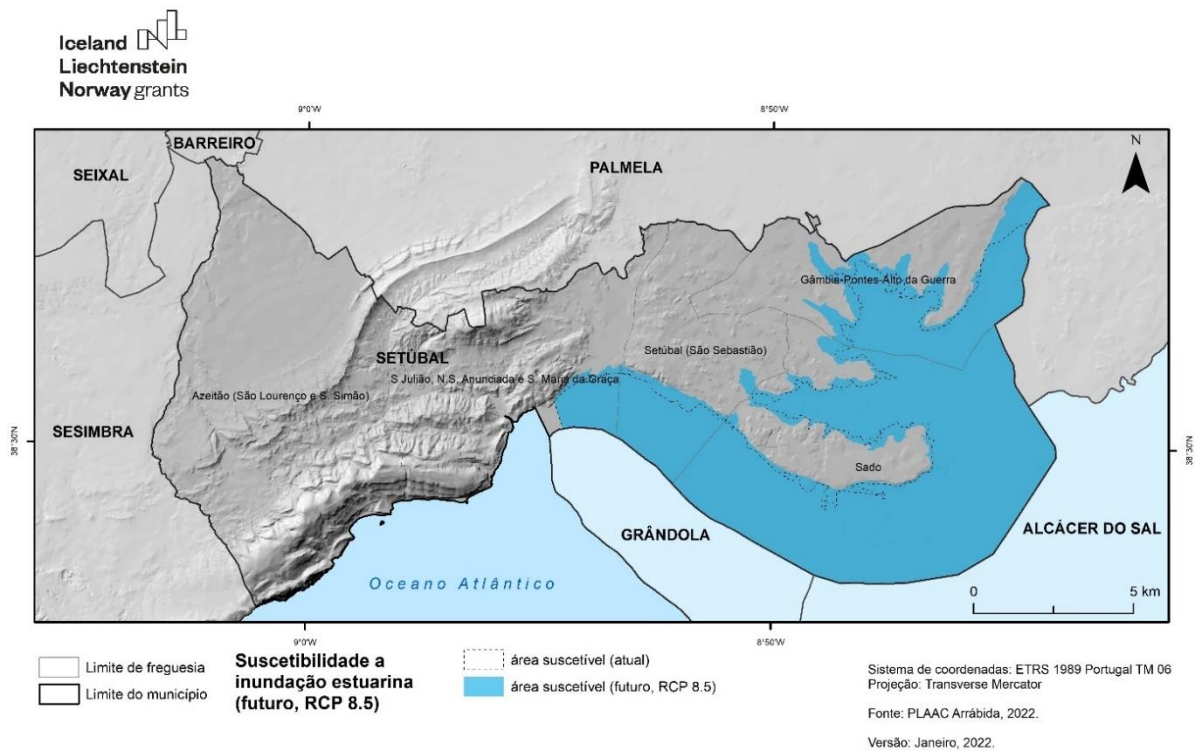 Iceland
Liechtenstein
Norway grants
9°0'W
8°50'W
BARREIRO
SEIXAL
PALMELA
N
Gâmbia-Pontes-Alto da Guerra
SETÚBAL
Setúbal (São Sebastião)
S Julião, N.S. Anunciada e S. Maria da Graça
Azeitão (São Lourenço e S. Simão)
SESIMBRA
38°30'N
38°30'N
Sado
GRÂNDOLA
ALCÁCER DO SAL
Oceano Atlântico
0
5 km
9°0'W
8°50'W
Limite de freguesia
Limite do município
Suscetibilidade a
inundação estuarina
(futuro, RCP 8.5)
área suscetível (atual)
área suscetível (futuro, RCP 8.5)
Sistema de coordenadas: ETRS 1989 Portugal TM 06
Projeção: Transverse Mercator
Fonte: PLAAC Arrábida, 2022.
Versão: Janeiro, 2022.